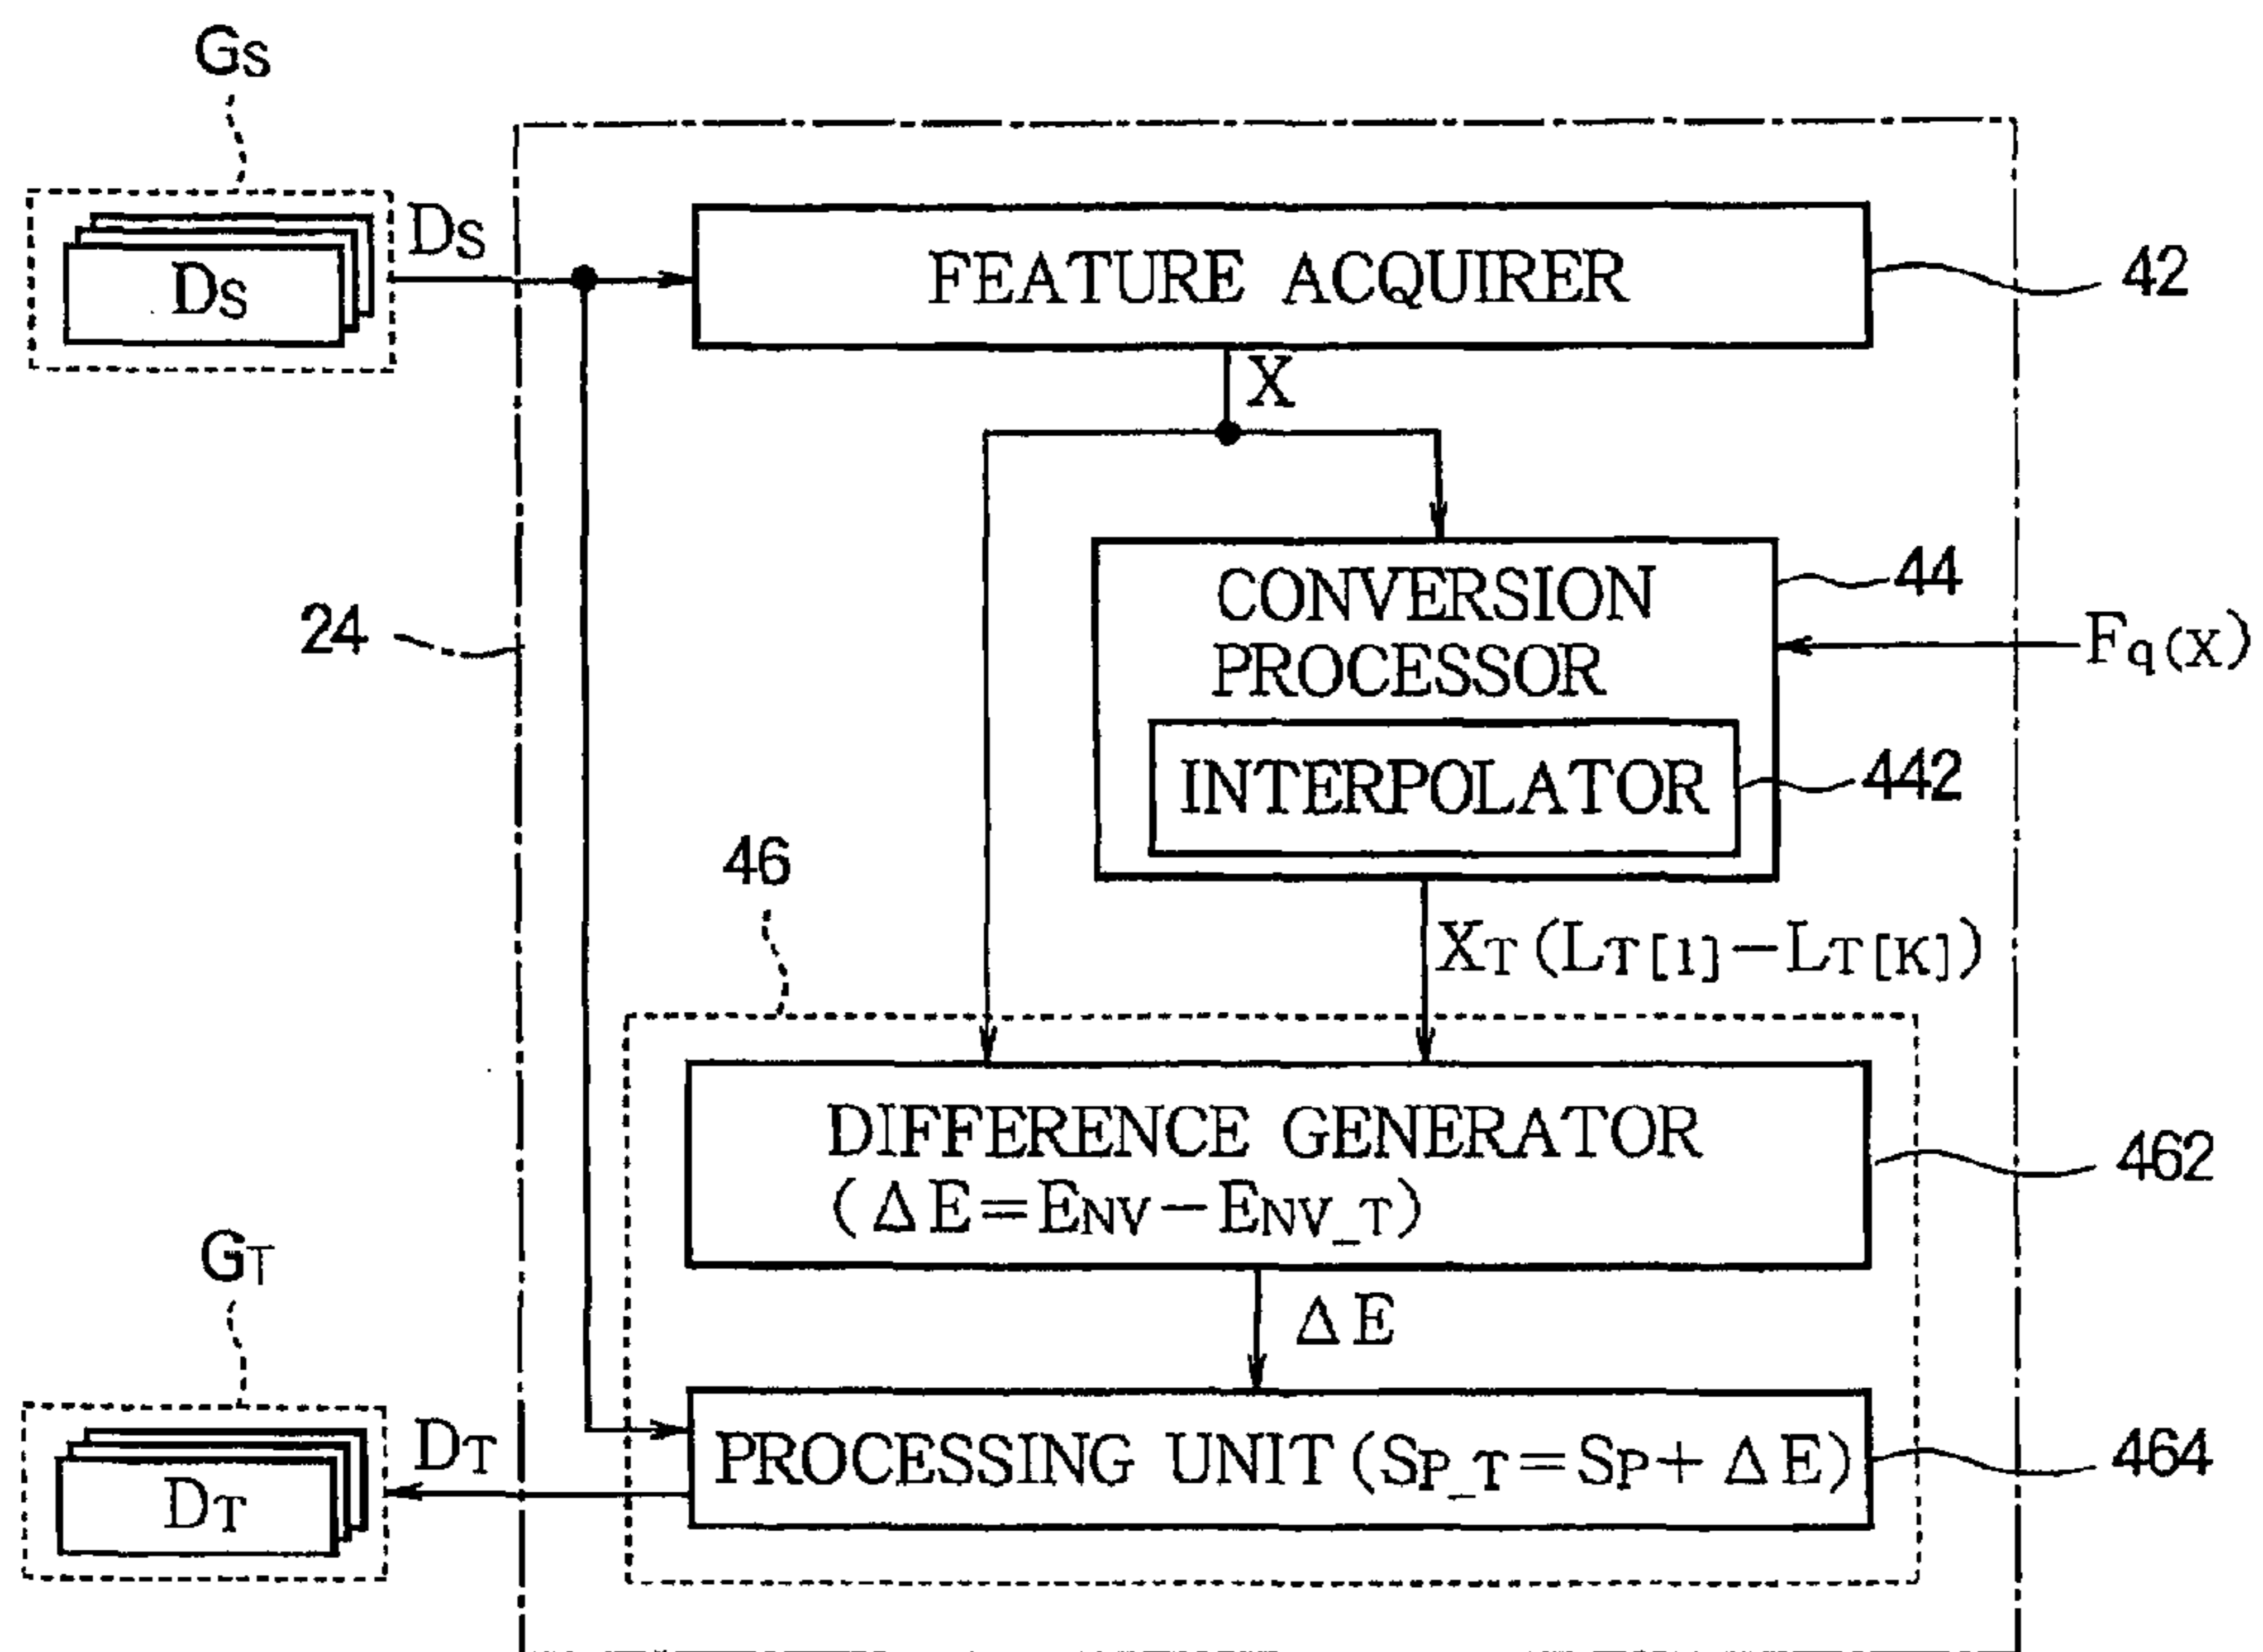 GS
DS
DS
FEATURE ACQUIRER
42
X
CONVERSION
PROCESSOR
44
Fq(X)
24
INTERPOLATOR
442
46
XT(LT[1]-LT[K])
DIFFERENCE GENERATOR
(ΔE=ENV-ENV_T)
462
GT
ΔE
DT
DT
PROCESSING UNIT(SP_T=SP+ΔE)
464